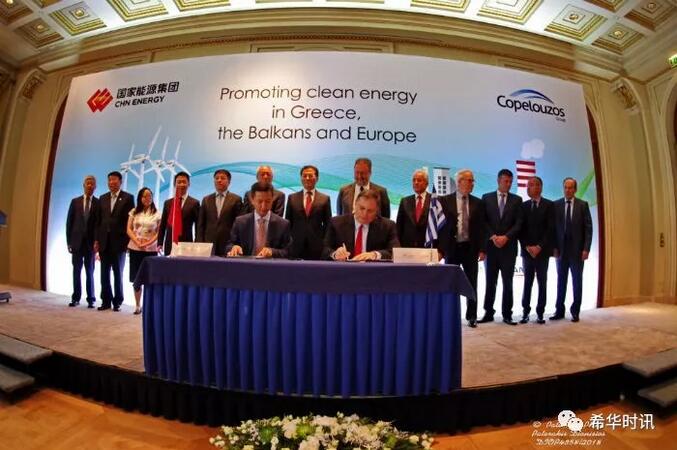 国家能源集团
CHN ENERGY
Promoting clean energy
in Greece,
the Balkans and Europe
Copelouzos
Group
希华时讯